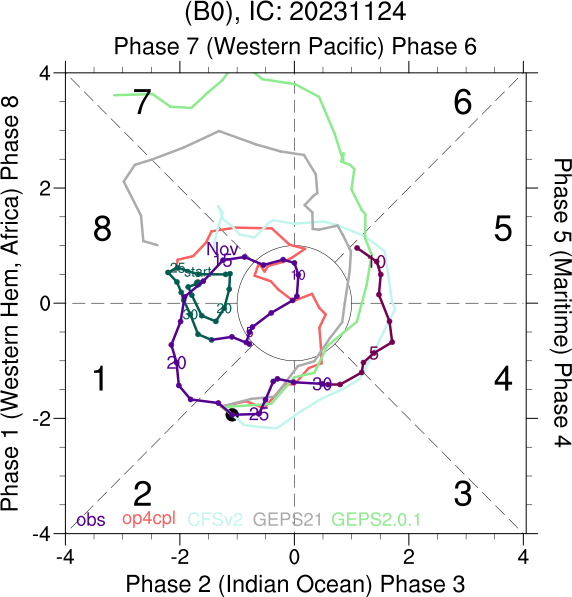 (B0), IC: 20231124
Phase 7 (Western Pacific) Phase 6
Phase 1 (Western Hem, Africa) Phase 8
Phase 5 (Maritime) Phase 4
4
2
0
-2
-4
7
6
8
5
1
4
2
3
Nov
15
10
10
25
start
20
30
5
20
5
30
25
obs op4cpl CFSv2 GEPS21 GEPS2.0.1
-4 -2 0 2 4
Phase 2 (Indian Ocean) Phase 3